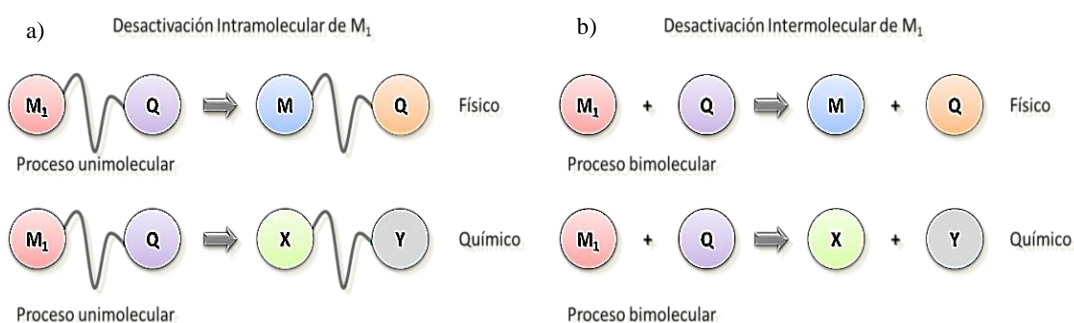 a) Desactivación Intramolecular de M₁
M₁ Q M Q Físico
Proceso unimolecular
M₁ Q X Y Químico
Proceso unimolecular
b) Desactivación Intermolecular de M₁
M₁ + Q M + Q Físico
Proceso bimolecular
M₁ + Q X + Y Químico
Proceso bimolecular